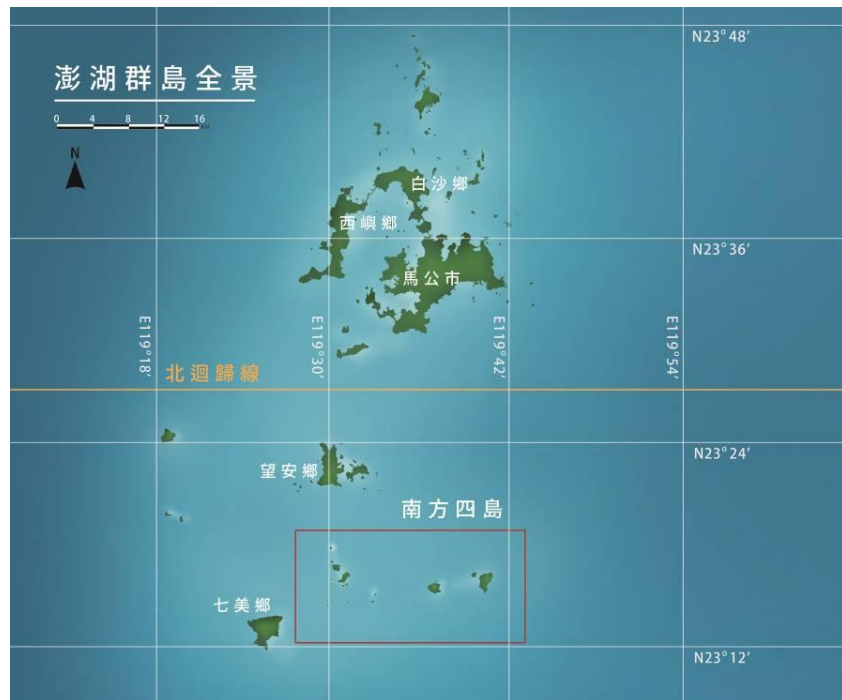 澎湖群島全景
0 4 8 12 16
N
N23°48′
白沙鄉
西嶼鄉
N23°36′
馬公市
E119°18′
E119°30′
E119°42′
E119°54′
北迴歸線
N23°24′
望安鄉
南方四島
七美鄉
N23°12′